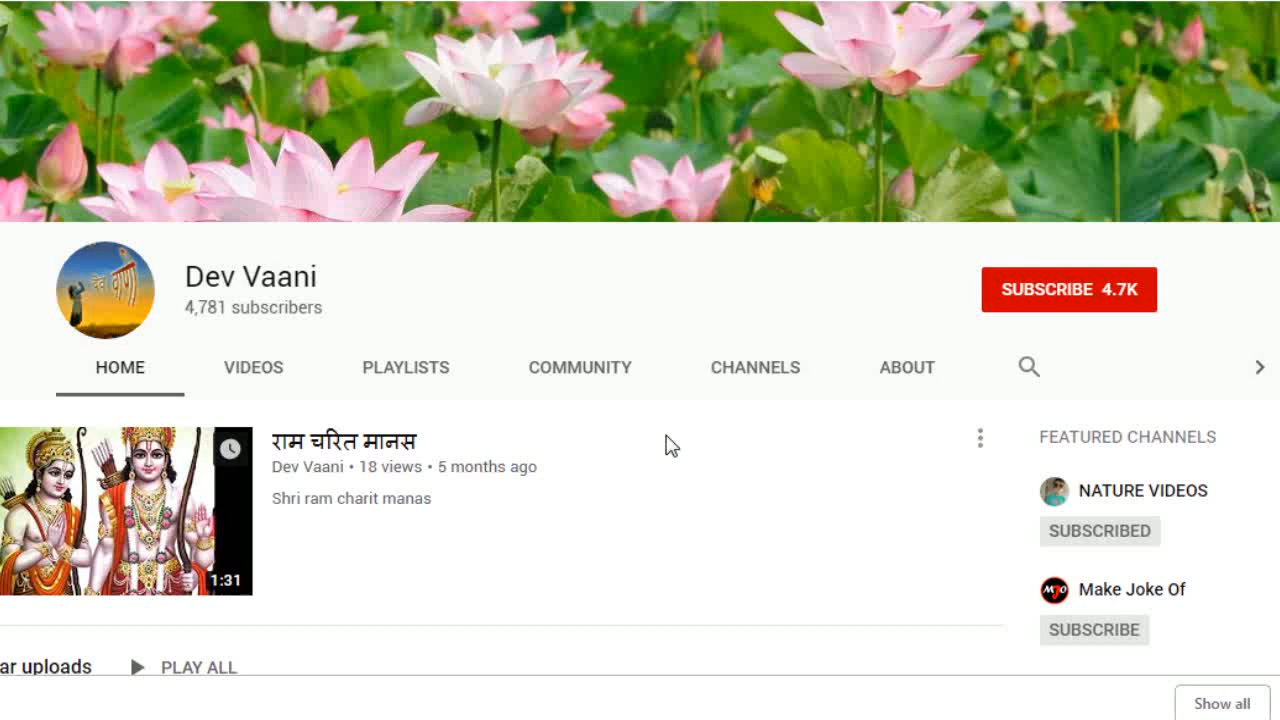 Dev Vaani
4,781 subscribers
SUBSCRIBE 4.7K
HOME VIDEOS PLAYLISTS COMMUNITY CHANNELS ABOUT
देव वाणी
राम चरित मानस
Dev Vaani • 18 views • 5 months ago
Shri ram charit manas
1:31
FEATURED CHANNELS
NATURE VIDEOS
SUBSCRIBED
MJO
Make Joke Of
SUBSCRIBE
ar uploads PLAY ALL
Show all